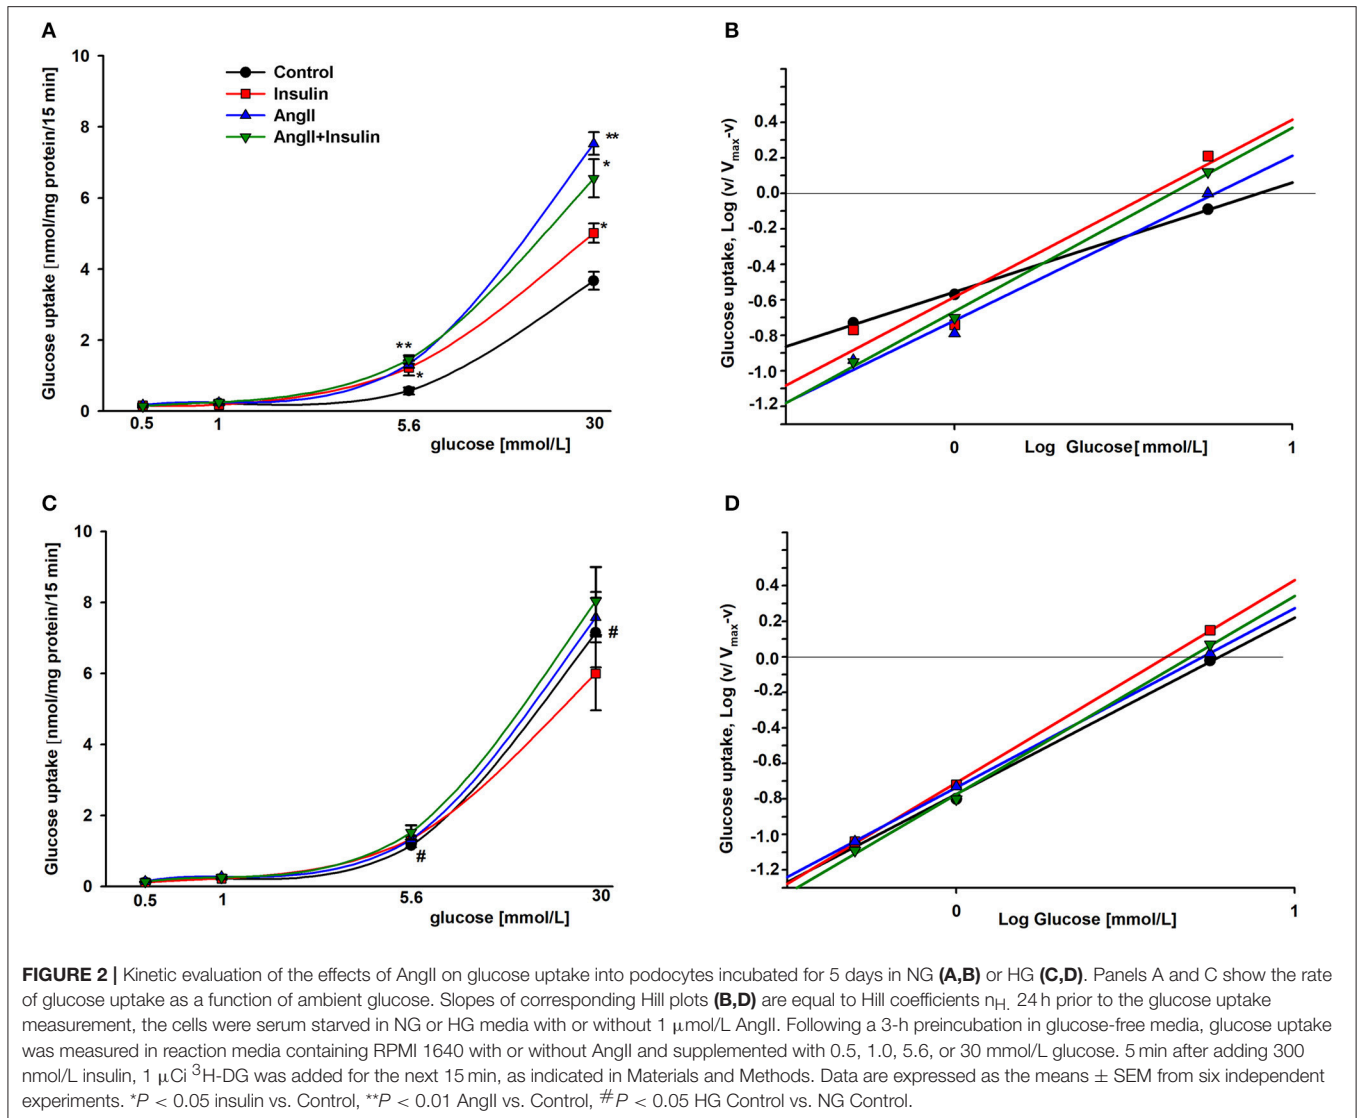 A
10
8
6
4
2
0
Glucose uptake [nmol/mg protein/15 min]
Control
Insulin
AngII
AngII+Insulin
**
*
*
**
*
0.5 1 5.6 30
glucose [mmol/L]
B
0.4
0.2
0.0
-0.2
-0.4
-0.6
-0.8
-1.0
-1.2
Glucose uptake, Log (v/ Vmax-v)
0 Log Glucose[mmol/L] 1
C
10
8
6
4
2
0
Glucose uptake [nmol/mg protein/15 min]
#
#
0.5 1 5.6 30
glucose [mmol/L]
D
0.4
0.2
0.0
-0.2
-0.4
-0.6
-0.8
-1.0
-1.2
Glucose uptake, Log (v/ Vmax-v)
0 1
Log Glucose [mmol/L]
FIGURE 2 | Kinetic evaluation of the effects of AngII on glucose uptake into podocytes incubated for 5 days in NG (A,B) or HG (C,D). Panels A and C show the rate
of glucose uptake as a function of ambient glucose. Slopes of corresponding Hill plots (B,D) are equal to Hill coefficients nH. 24 h prior to the glucose uptake
measurement, the cells were serum starved in NG or HG media with or without 1 μmol/L AngII. Following a 3-h preincubation in glucose-free media, glucose uptake
was measured in reaction media containing RPMI 1640 with or without AngII and supplemented with 0.5, 1.0, 5.6, or 30 mmol/L glucose. 5 min after adding 300
nmol/L insulin, 1 μCi ³H-DG was added for the next 15 min, as indicated in Materials and Methods. Data are expressed as the means ± SEM from six independent
experiments. *P < 0.05 insulin vs. Control, **P < 0.01 AngII vs. Control, #P < 0.05 HG Control vs. NG Control.